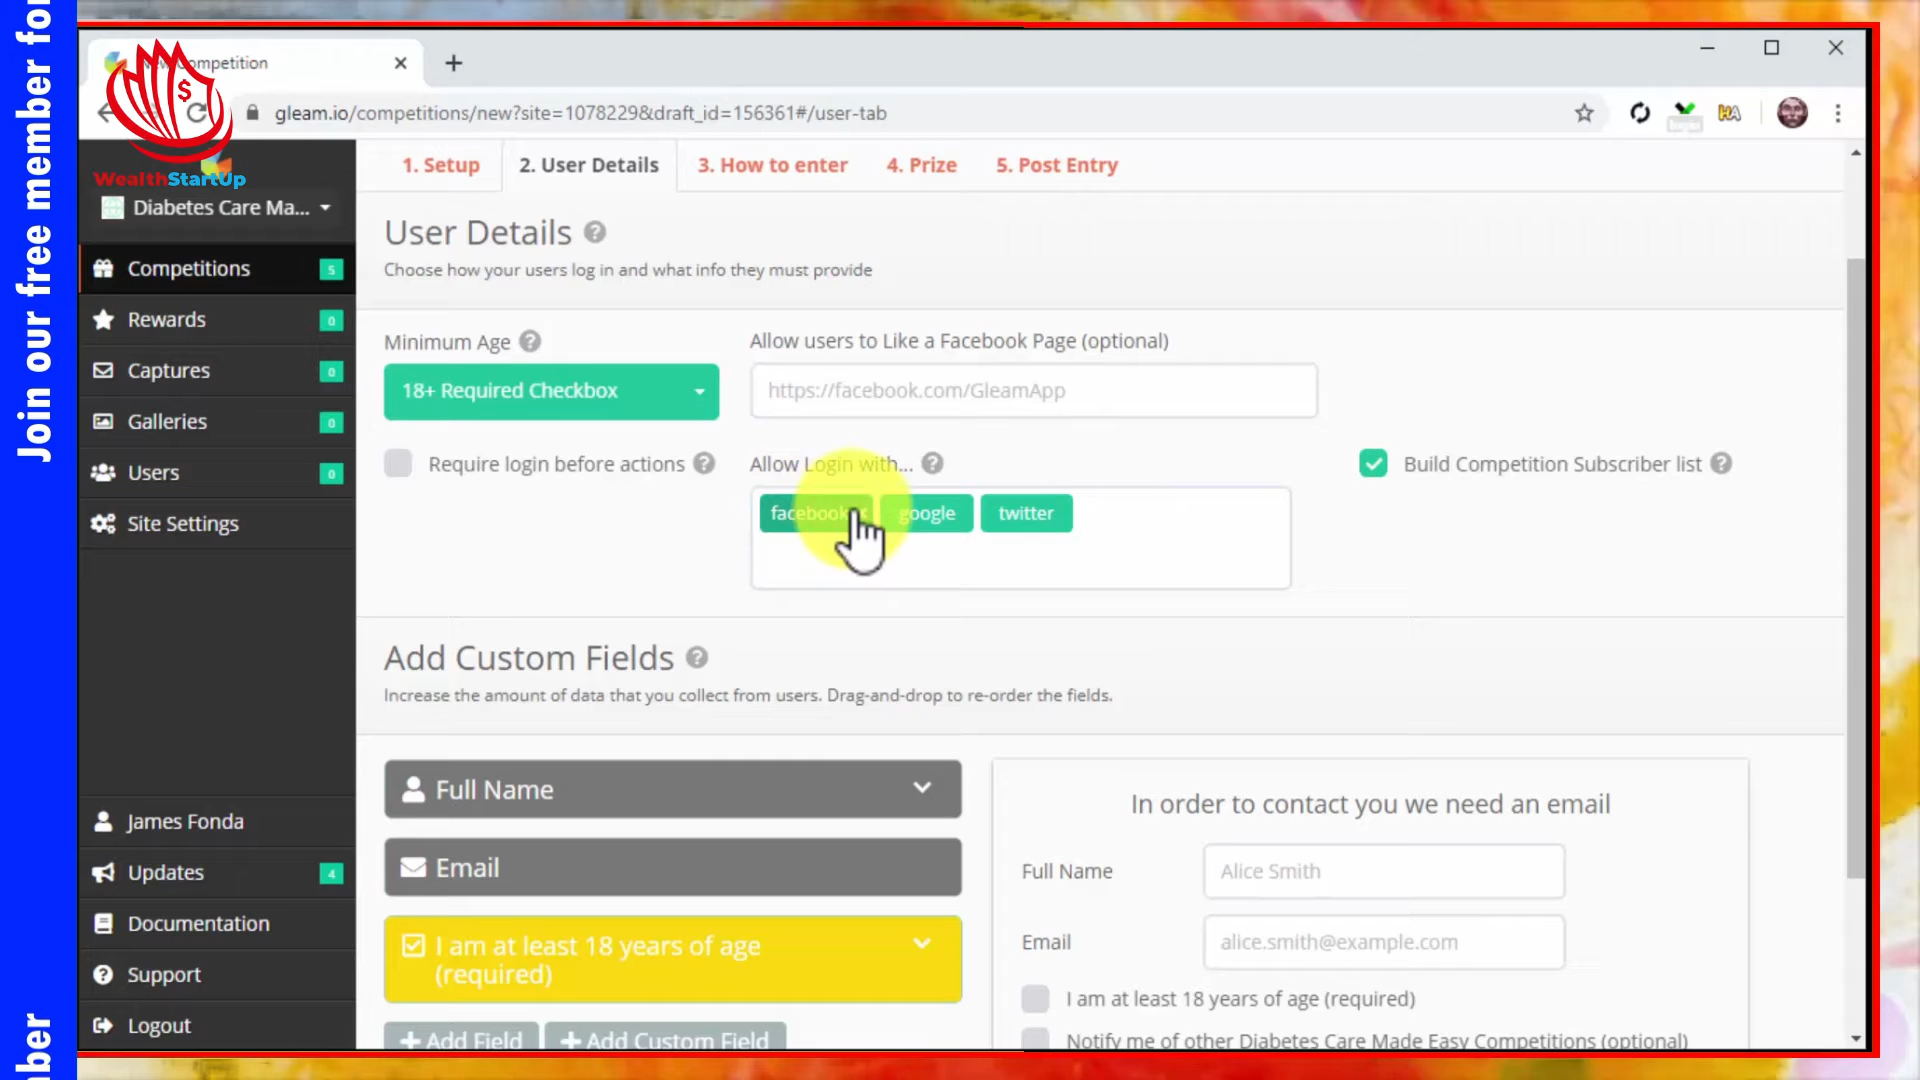 Join our free member for
mber
New Competition
gleam.io/competitions/new?site=1078229&draft_id=156361#/user-tab
WealthStartUp
Diabetes Care Ma...
Competitions 5
Rewards 0
Captures 0
Galleries 0
Users 0
Site Settings
James Fonda
Updates 4
Documentation
Support
Logout
1. Setup 2. User Details 3. How to enter 4. Prize 5. Post Entry
User Details
Choose how your users log in and what info they must provide
Minimum Age
18+ Required Checkbox
Allow users to Like a Facebook Page (optional)
https://facebook.com/GleamApp
Require login before actions
Allow Login with...
facebook google twitter
Build Competition Subscriber list
Add Custom Fields
Increase the amount of data that you collect from users. Drag-and-drop to re-order the fields.
Full Name
Email
I am at least 18 years of age
(required)
+ Add Field + Add Custom Field
In order to contact you we need an email
Full Name Alice Smith
Email alice.smith@example.com
I am at least 18 years of age (required)
Notify me of other Diabetes Care Made Easy Competitions (optional)